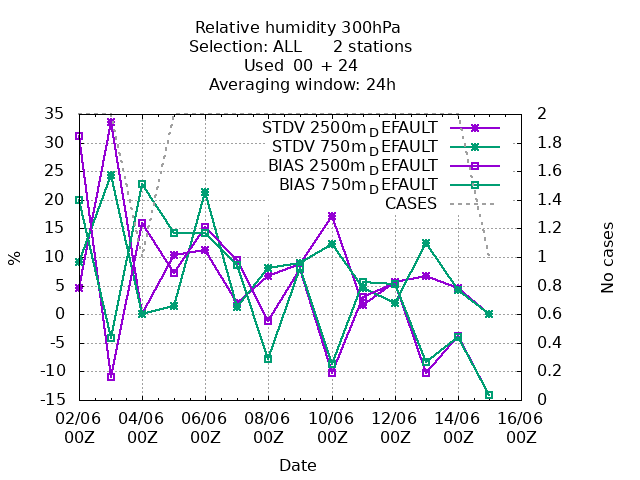 Relative humidity 300hPa
Selection: ALL      2 stations
Used  00  + 24
Averaging window: 24h
35
30
25
20
15
10
5
0
-5
-10
-15
%
STDV 2500m_DEFAULT
STDV 750m_DEFAULT
BIAS 2500m_DEFAULT
BIAS 750m_DEFAULT
CASES
2
1.8
1.6
1.4
1.2
1
0.8
0.6
0.4
0.2
0
No cases
02/06 04/06 06/06 08/06 10/06 12/06 14/06 16/06
00Z 00Z 00Z 00Z 00Z 00Z 00Z 00Z
Date